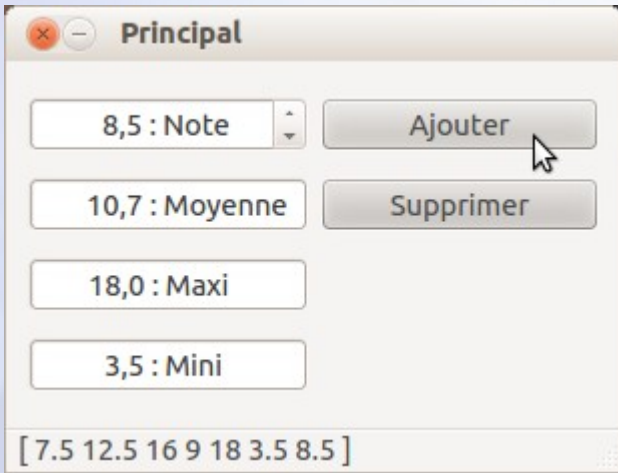 Principal
8,5 : Note Ajouter
10,7 : Moyenne Supprimer
18,0 : Maxi
3,5 : Mini
[ 7.5 12.5 16 9 18 3.5 8.5 ]